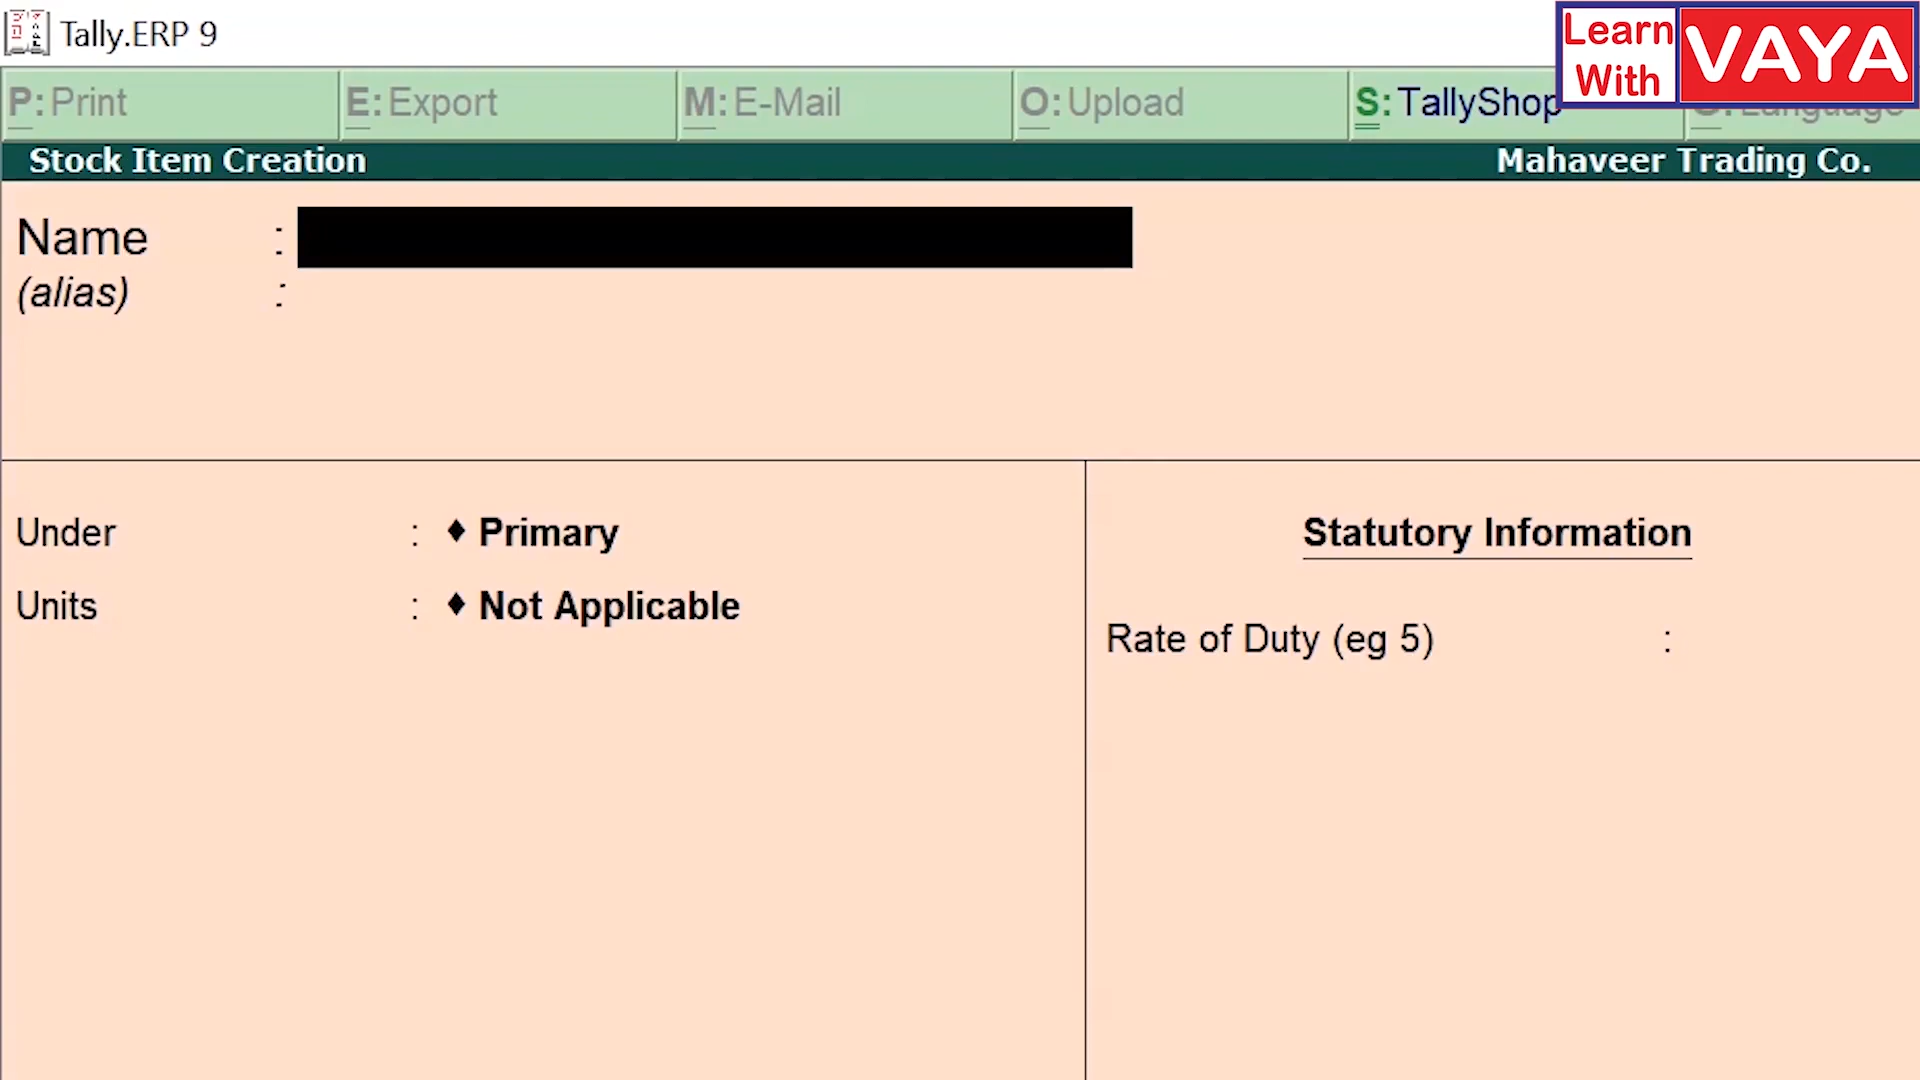 Tally.ERP 9
Learn With VAYA
P: Print E: Export M: E-Mail O: Upload S: TallyShop Language
Stock Item Creation Mahaveer Trading Co.
Name :
(alias) :
Under : ♦ Primary
Statutory Information
Units : ♦ Not Applicable
Rate of Duty (eg 5) :